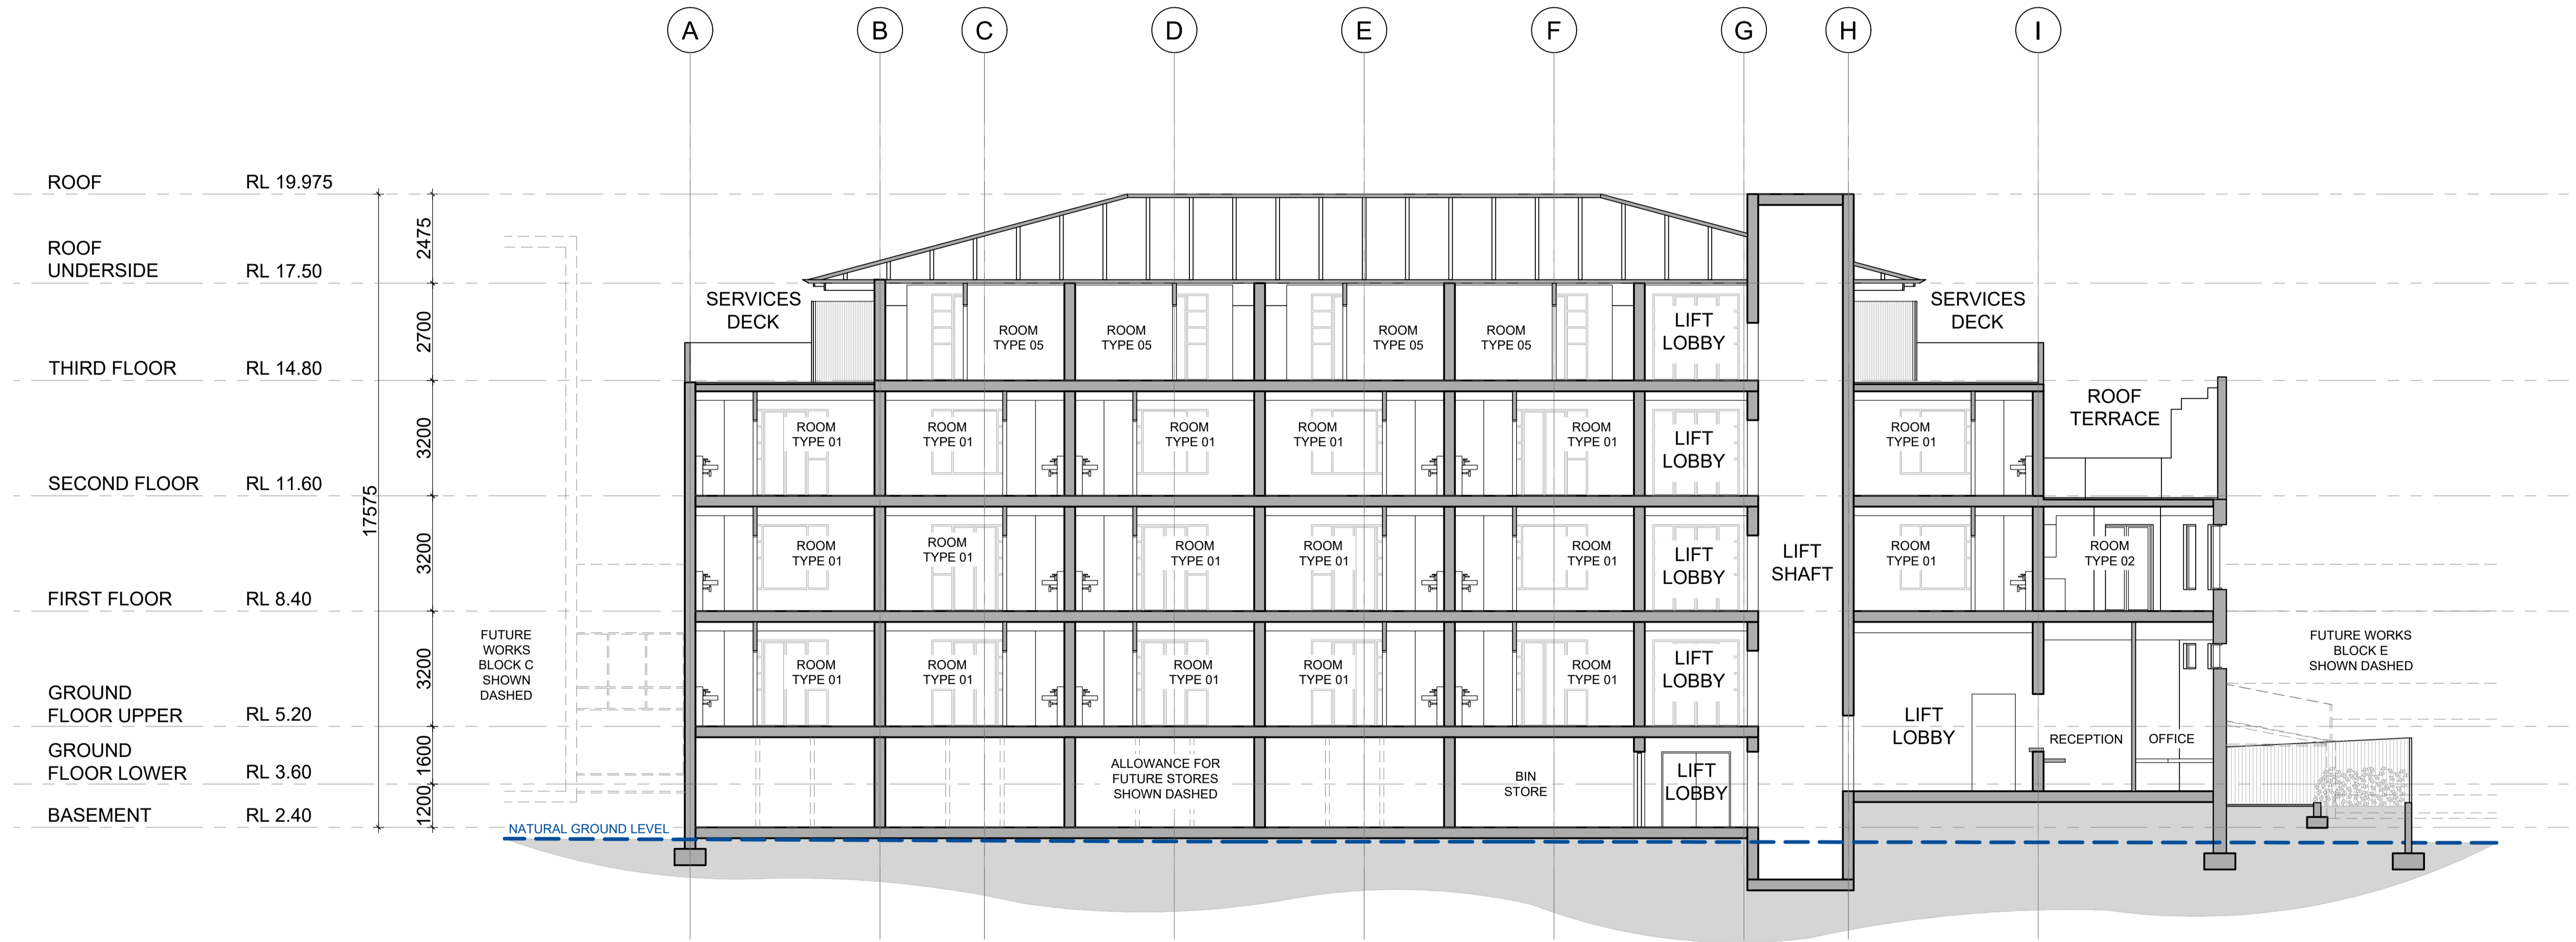 A
B
C
D
E
F
G
H
I
ROOF RL 19.975
2475
ROOF
UNDERSIDE RL 17.50
SERVICES
DECK
SERVICES
DECK
2700
ROOM
TYPE 05
ROOM
TYPE 05
ROOM
TYPE 05
ROOM
TYPE 05
LIFT
LOBBY
THIRD FLOOR RL 14.80
ROOF
TERRACE
3200
ROOM
TYPE 01
ROOM
TYPE 01
ROOM
TYPE 01
ROOM
TYPE 01
ROOM
TYPE 01
LIFT
LOBBY
ROOM
TYPE 01
SECOND FLOOR RL 11.60
17575
3200
ROOM
TYPE 01
ROOM
TYPE 01
ROOM
TYPE 01
ROOM
TYPE 01
ROOM
TYPE 01
LIFT
LOBBY
LIFT
SHAFT
ROOM
TYPE 01
ROOM
TYPE 02
FIRST FLOOR RL 8.40
FUTURE
WORKS
BLOCK C
SHOWN
DASHED
3200
ROOM
TYPE 01
ROOM
TYPE 01
ROOM
TYPE 01
ROOM
TYPE 01
ROOM
TYPE 01
LIFT
LOBBY
FUTURE WORKS
BLOCK E
SHOWN DASHED
GROUND
FLOOR UPPER RL 5.20
LIFT
LOBBY
RECEPTION
OFFICE
1600
GROUND
FLOOR LOWER RL 3.60
ALLOWANCE FOR
FUTURE STORES
SHOWN DASHED
BIN
STORE
LIFT
LOBBY
1200
BASEMENT RL 2.40
NATURAL GROUND LEVEL